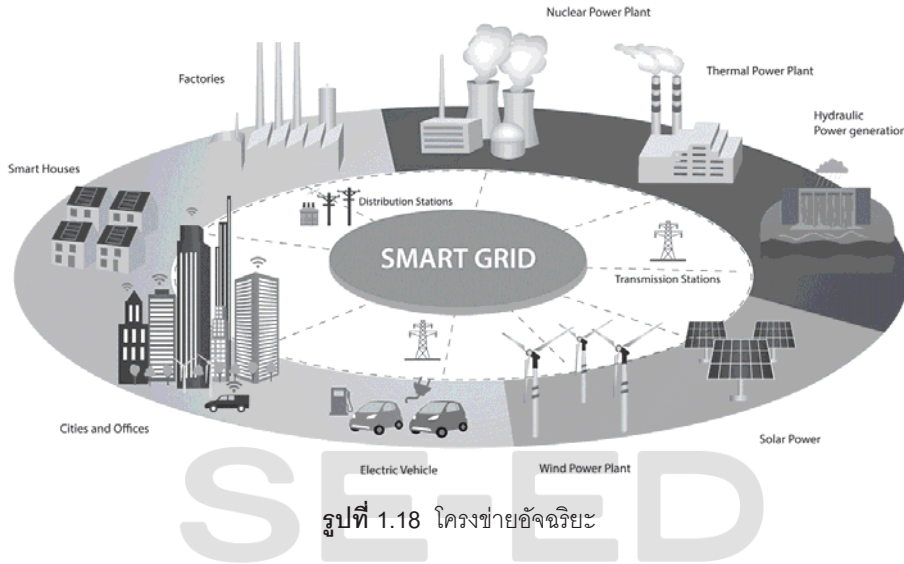 Nuclear Power Plant
Factories
Thermal Power Plant
Hydraulic
Power generation
Smart Houses
Distribution Stations
SMART GRID
Transmission Stations
Cities and Offices
Solar Power
Electric Vehicle
Wind Power Plant
SE-ED
รูปที่ 1.18 โครงข่ายอัจฉริยะ